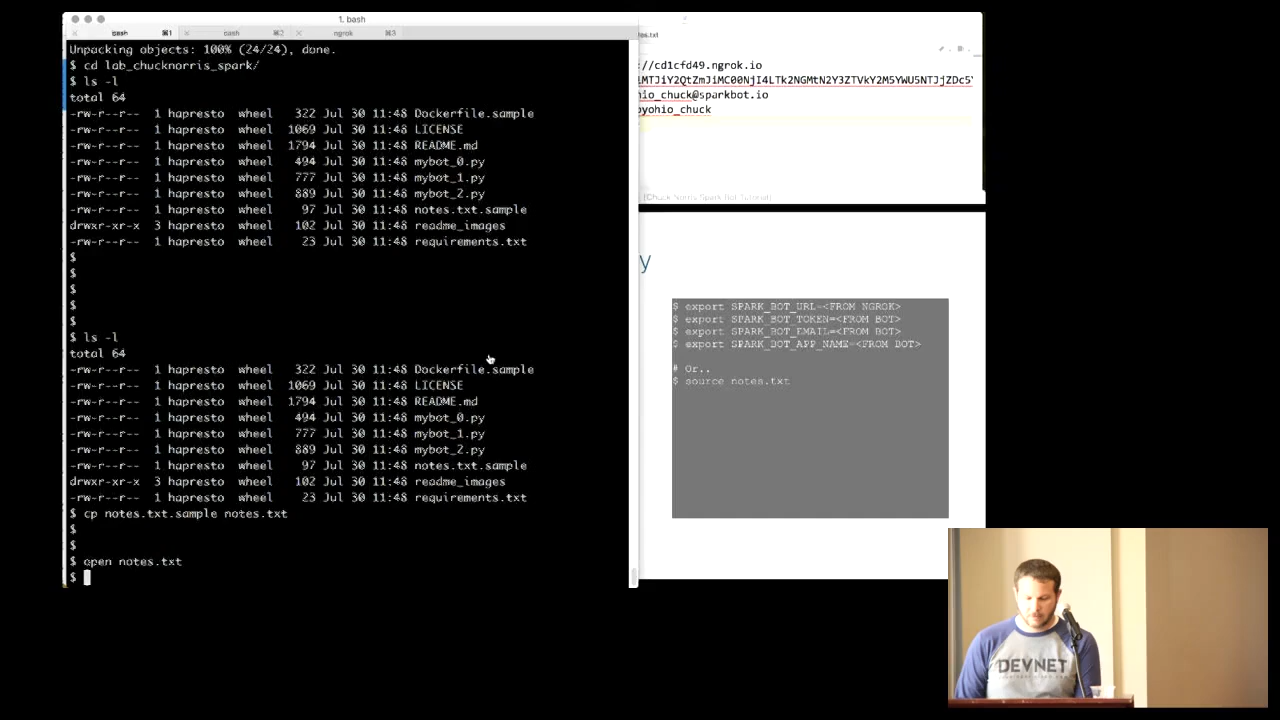 1. bash
bash ⌘1 × bash ⌘2 × ngrok ⌘3
Unpacking objects: 100% (24/24), done.
$ cd lab_chucknorris_spark/
$ ls -l
total 64
-rw-r--r-- 1 hapresto wheel 322 Jul 30 11:48 Dockerfile.sample
-rw-r--r-- 1 hapresto wheel 1069 Jul 30 11:48 LICENSE
-rw-r--r-- 1 hapresto wheel 1794 Jul 30 11:48 README.md
-rw-r--r-- 1 hapresto wheel 494 Jul 30 11:48 mybot_0.py
-rw-r--r-- 1 hapresto wheel 777 Jul 30 11:48 mybot_1.py
-rw-r--r-- 1 hapresto wheel 889 Jul 30 11:48 mybot_2.py
-rw-r--r-- 1 hapresto wheel 97 Jul 30 11:48 notes.txt.sample
drwxr-xr-x 3 hapresto wheel 102 Jul 30 11:48 readme_images
-rw-r--r-- 1 hapresto wheel 23 Jul 30 11:48 requirements.txt
$
$
$
$
$
$ ls -l
total 64
-rw-r--r-- 1 hapresto wheel 322 Jul 30 11:48 Dockerfile.sample
-rw-r--r-- 1 hapresto wheel 1069 Jul 30 11:48 LICENSE
-rw-r--r-- 1 hapresto wheel 1794 Jul 30 11:48 README.md
-rw-r--r-- 1 hapresto wheel 494 Jul 30 11:48 mybot_0.py
-rw-r--r-- 1 hapresto wheel 777 Jul 30 11:48 mybot_1.py
-rw-r--r-- 1 hapresto wheel 889 Jul 30 11:48 mybot_2.py
-rw-r--r-- 1 hapresto wheel 97 Jul 30 11:48 notes.txt.sample
drwxr-xr-x 3 hapresto wheel 102 Jul 30 11:48 readme_images
-rw-r--r-- 1 hapresto wheel 23 Jul 30 11:48 requirements.txt
$ cp notes.txt.sample notes.txt
$
$
$ open notes.txt
$
://cd1cfd49.ngrok.io
hio_chuck@sparkbot.io
pyohio_chuck
(Chuck Norris Spark Bot Tutorial)
y
$ export SPARK_BOT_URL=<FROM NGROK>
$ export SPARK_BOT_TOKEN=<FROM BOT>
$ export SPARK_BOT_EMAIL=<FROM BOT>
$ export SPARK_BOT_APP_NAME=<FROM BOT>
# Or..
$ source notes.txt
DEVNET